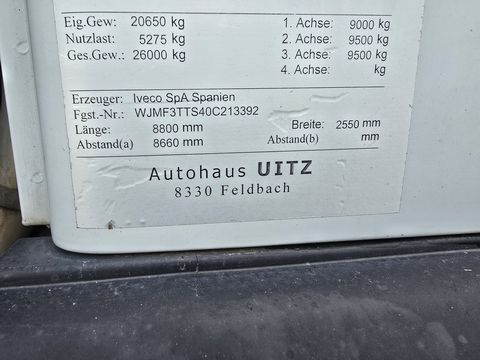 Eig.Gew: 20650 kg 1. Achse: 9000 kg
Nutzlast: 5275 kg 2. Achse: 9500 kg
Ges.Gew.: 26000 kg 3. Achse: 9500 kg
4. Achse: kg
Erzeuger: Iveco SpA Spanien
Fgst.-Nr.: WJMF3TTS40C213392
Länge: 8800 mm Breite: 2550 mm
Abstand(a) 8660 mm Abstand(b) mm
Autohaus UITZ
8330 Feldbach